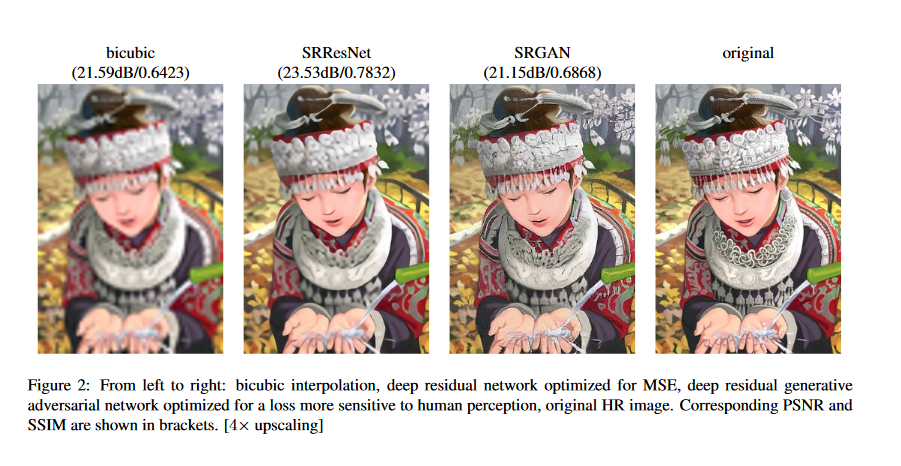 bicubic
(21.59dB/0.6423)
SRResNet
(23.53dB/0.7832)
SRGAN
(21.15dB/0.6868)
original
Figure 2: From left to right: bicubic interpolation, deep residual network optimized for MSE, deep residual generative
adversarial network optimized for a loss more sensitive to human perception, original HR image. Corresponding PSNR and
SSIM are shown in brackets. [4× upscaling]